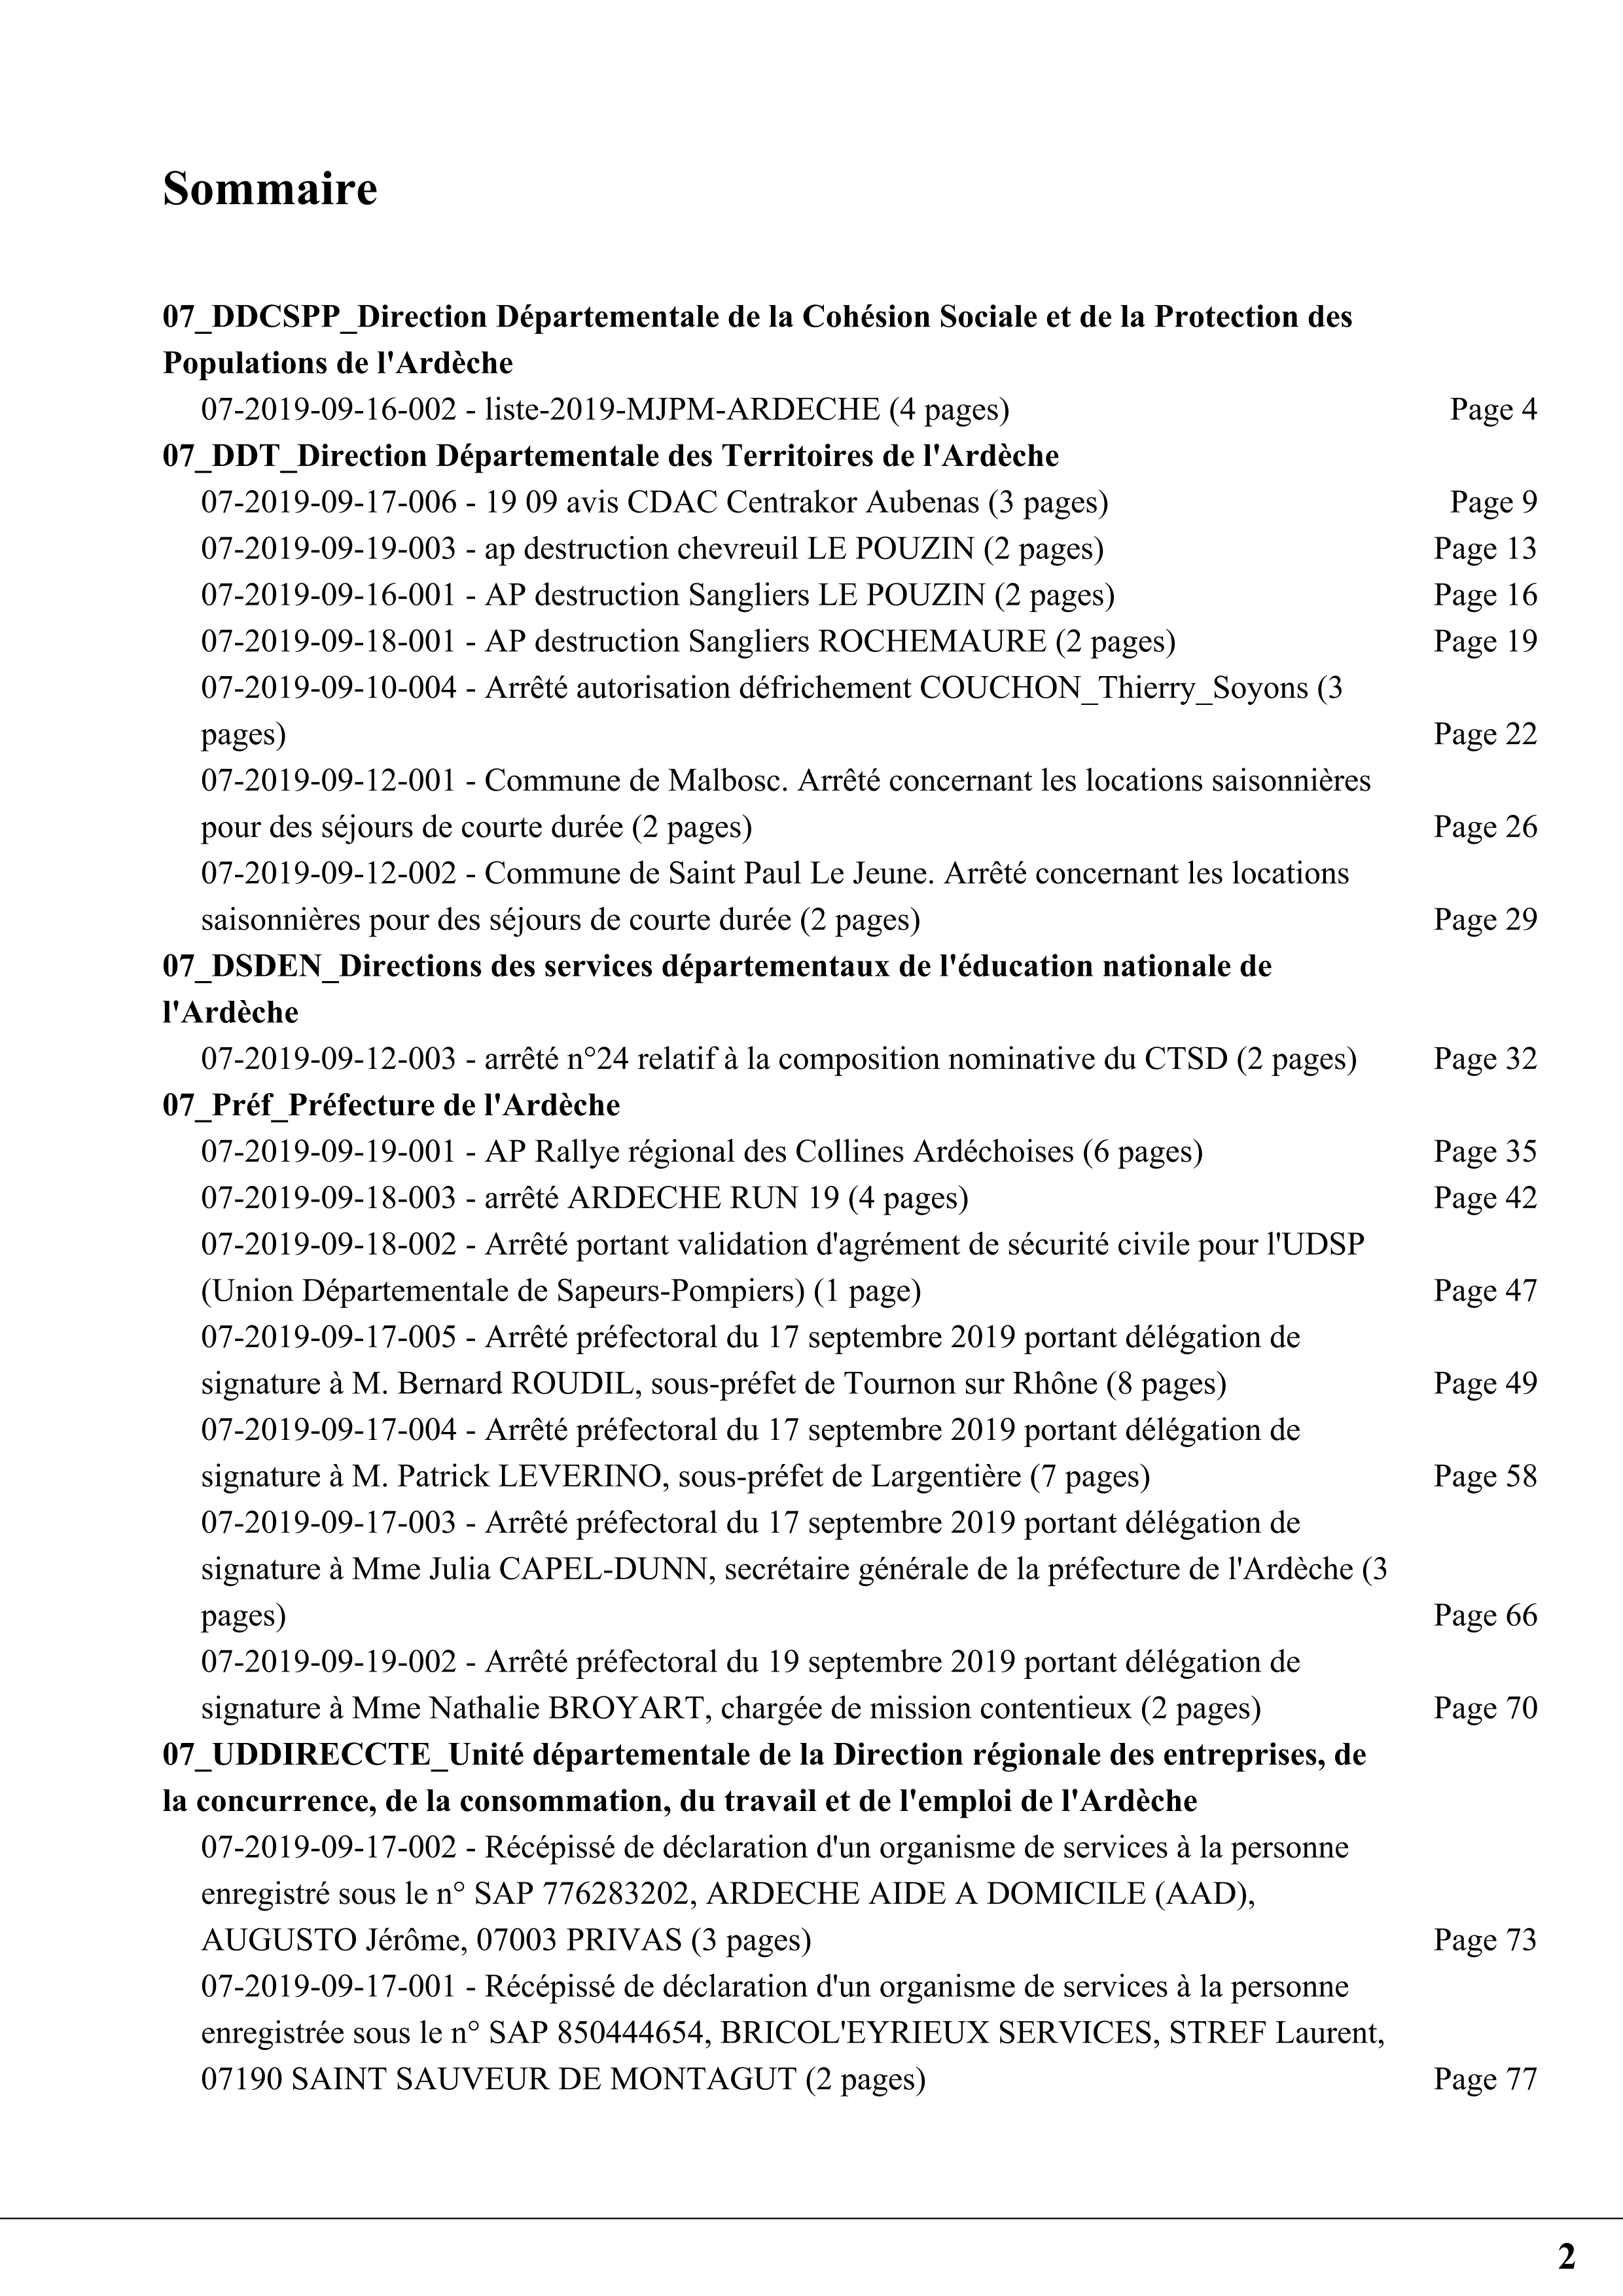 Sommaire
07_DDCSPP_Direction Départementale de la Cohésion Sociale et de la Protection des
Populations de l'Ardèche
07-2019-09-16-002 - liste-2019-MJPM-ARDECHE (4 pages) Page 4
07_DDT_Direction Départementale des Territoires de l'Ardèche
07-2019-09-17-006 - 19 09 avis CDAC Centrakor Aubenas (3 pages) Page 9
07-2019-09-19-003 - ap destruction chevreuil LE POUZIN (2 pages) Page 13
07-2019-09-16-001 - AP destruction Sangliers LE POUZIN (2 pages) Page 16
07-2019-09-18-001 - AP destruction Sangliers ROCHEMAURE (2 pages) Page 19
07-2019-09-10-004 - Arrêté autorisation défrichement COUCHON_Thierry_Soyons (3
pages) Page 22
07-2019-09-12-001 - Commune de Malbosc. Arrêté concernant les locations saisonnières
pour des séjours de courte durée (2 pages) Page 26
07-2019-09-12-002 - Commune de Saint Paul Le Jeune. Arrêté concernant les locations
saisonnières pour des séjours de courte durée (2 pages) Page 29
07_DSDEN_Directions des services départementaux de l'éducation nationale de
l'Ardèche
07-2019-09-12-003 - arrêté n°24 relatif à la composition nominative du CTSD (2 pages) Page 32
07_Préf_Préfecture de l'Ardèche
07-2019-09-19-001 - AP Rallye régional des Collines Ardéchoises (6 pages) Page 35
07-2019-09-18-003 - arrêté ARDECHE RUN 19 (4 pages) Page 42
07-2019-09-18-002 - Arrêté portant validation d'agrément de sécurité civile pour l'UDSP
(Union Départementale de Sapeurs-Pompiers) (1 page) Page 47
07-2019-09-17-005 - Arrêté préfectoral du 17 septembre 2019 portant délégation de
signature à M. Bernard ROUDIL, sous-préfet de Tournon sur Rhône (8 pages) Page 49
07-2019-09-17-004 - Arrêté préfectoral du 17 septembre 2019 portant délégation de
signature à M. Patrick LEVERINO, sous-préfet de Largentière (7 pages) Page 58
07-2019-09-17-003 - Arrêté préfectoral du 17 septembre 2019 portant délégation de
signature à Mme Julia CAPEL-DUNN, secrétaire générale de la préfecture de l'Ardèche (3
pages) Page 66
07-2019-09-19-002 - Arrêté préfectoral du 19 septembre 2019 portant délégation de
signature à Mme Nathalie BROYART, chargée de mission contentieux (2 pages) Page 70
07_UDDIRECCTE_Unité départementale de la Direction régionale des entreprises, de
la concurrence, de la consommation, du travail et de l'emploi de l'Ardèche
07-2019-09-17-002 - Récépissé de déclaration d'un organisme de services à la personne
enregistré sous le n° SAP 776283202, ARDECHE AIDE A DOMICILE (AAD),
AUGUSTO Jérôme, 07003 PRIVAS (3 pages) Page 73
07-2019-09-17-001 - Récépissé de déclaration d'un organisme de services à la personne
enregistrée sous le n° SAP 850444654, BRICOL'EYRIEUX SERVICES, STREF Laurent,
07190 SAINT SAUVEUR DE MONTAGUT (2 pages) Page 77
2